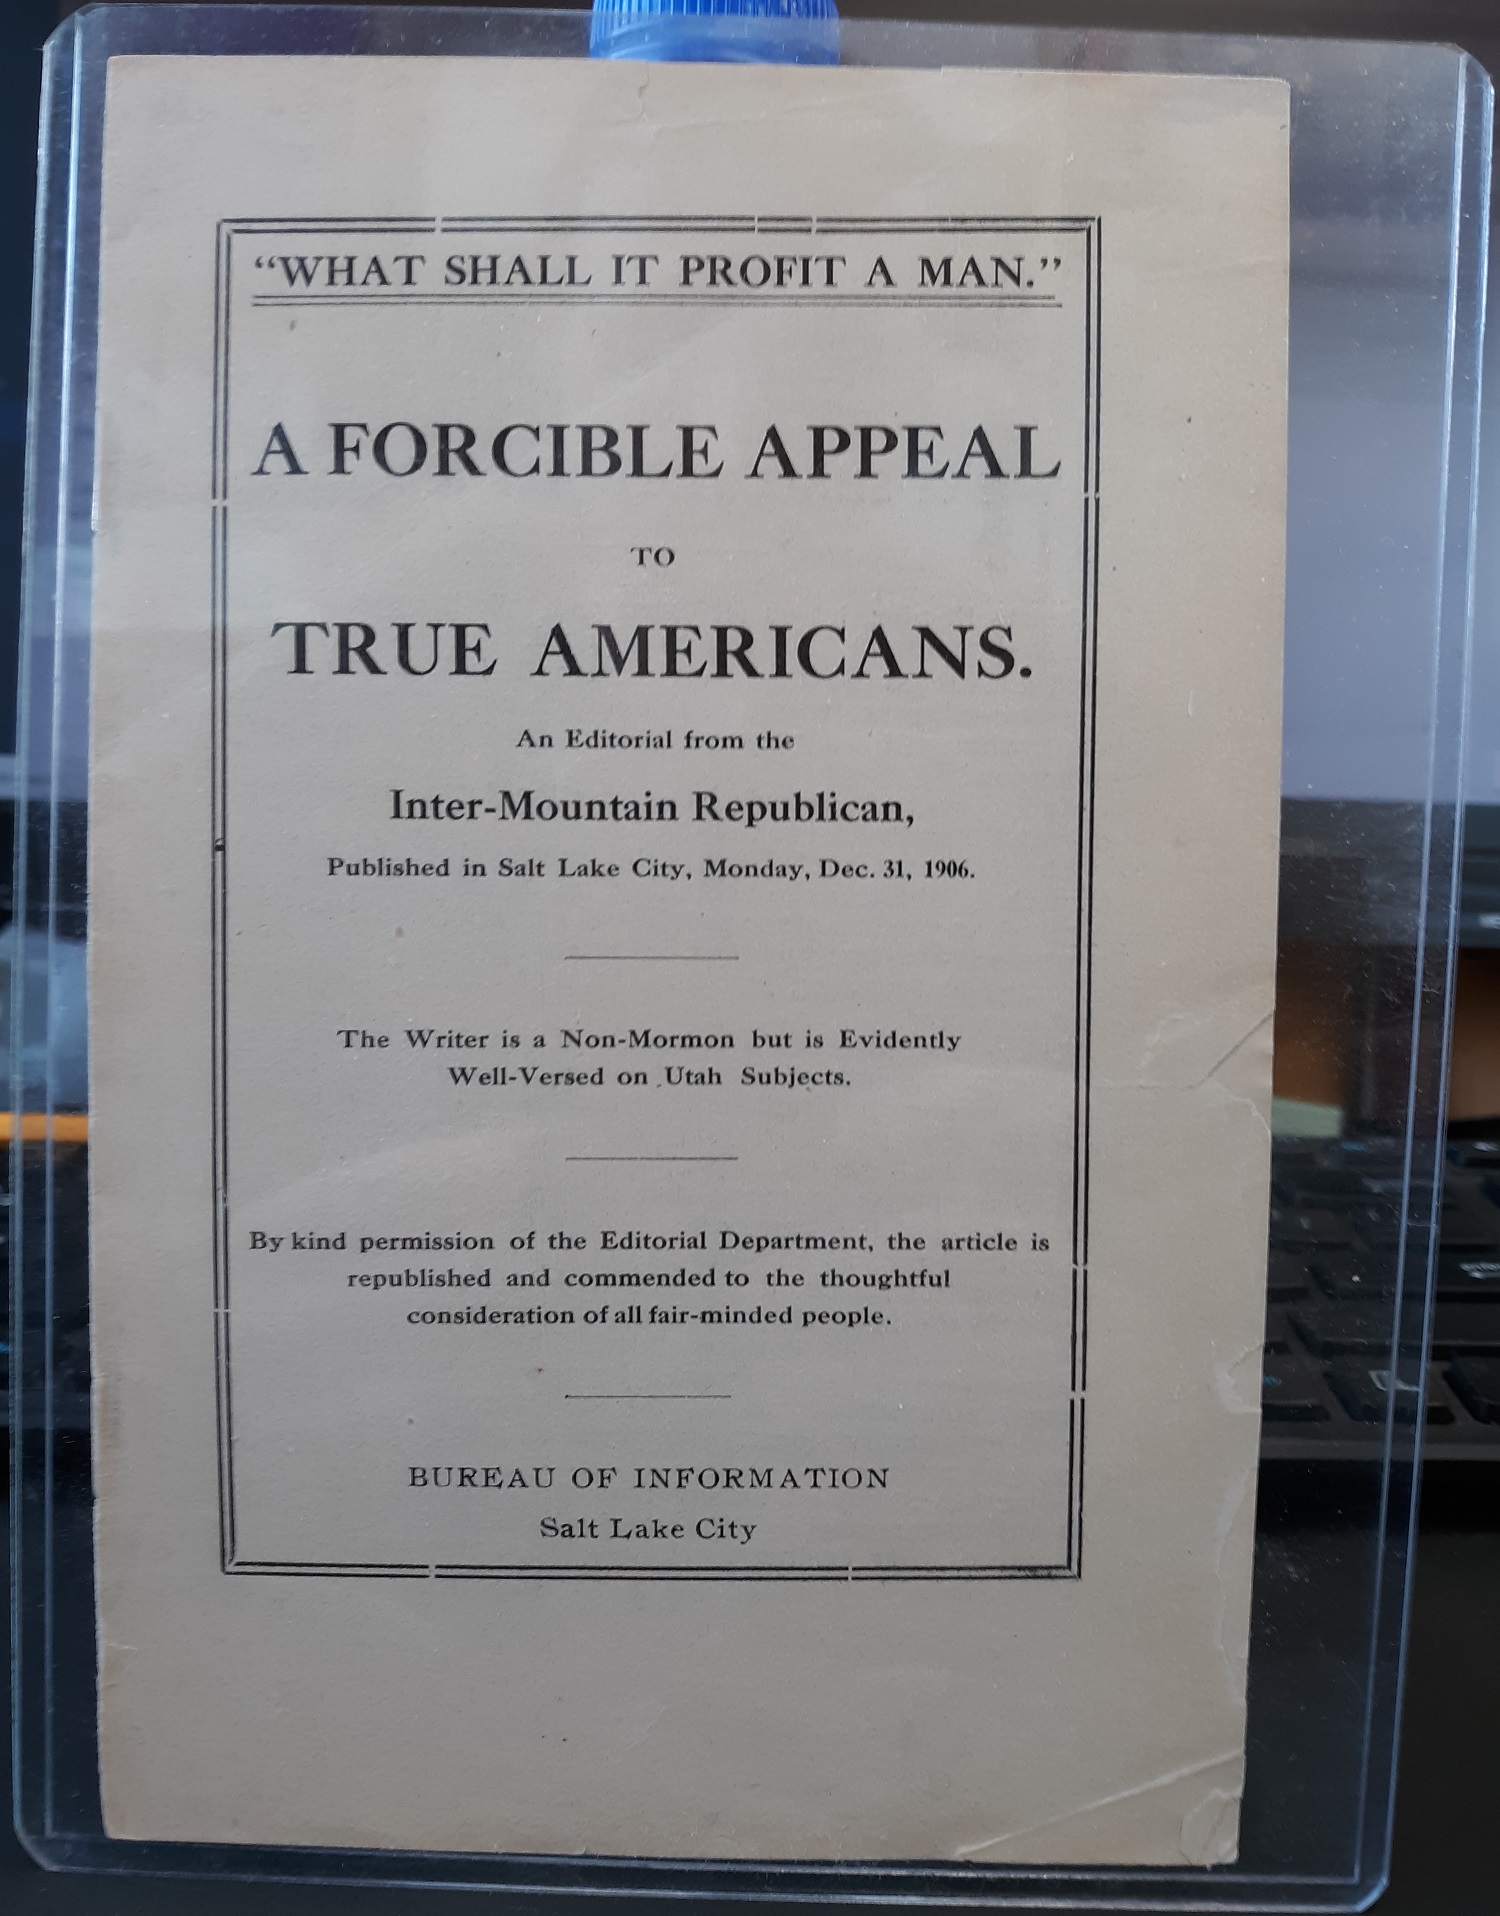 “WHAT SHALL IT PROFIT A MAN.”
A FORCIBLE APPEAL
TO
TRUE AMERICANS.
An Editorial from the
Inter-Mountain Republican,
Published in Salt Lake City, Monday, Dec. 31, 1906.
The Writer is a Non-Mormon but is Evidently
Well-Versed on Utah Subjects.
By kind permission of the Editorial Department, the article is
republished and commended to the thoughtful
consideration of all fair-minded people.
BUREAU OF INFORMATION
Salt Lake City